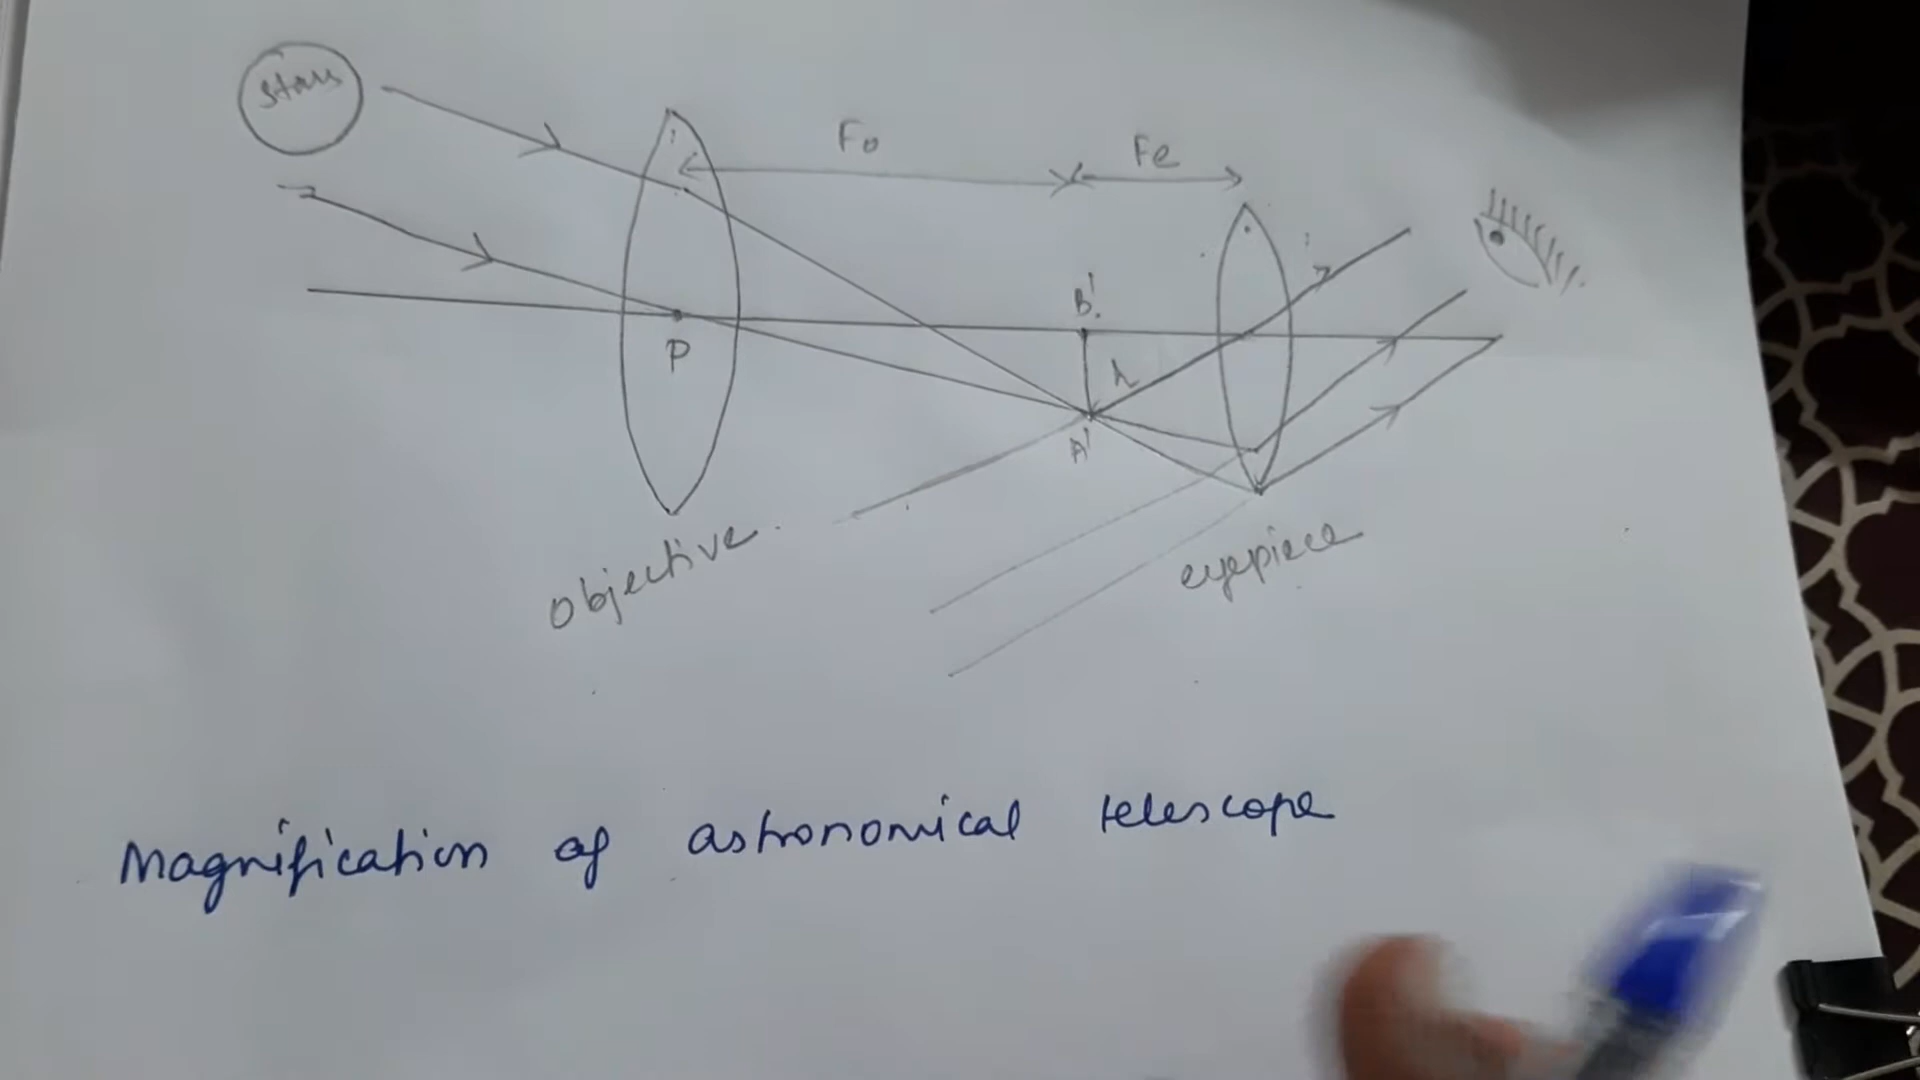 stars
Fo
Fe
B'
P
h
A'
objective
eyepiece
Magnification of astronomical telescope